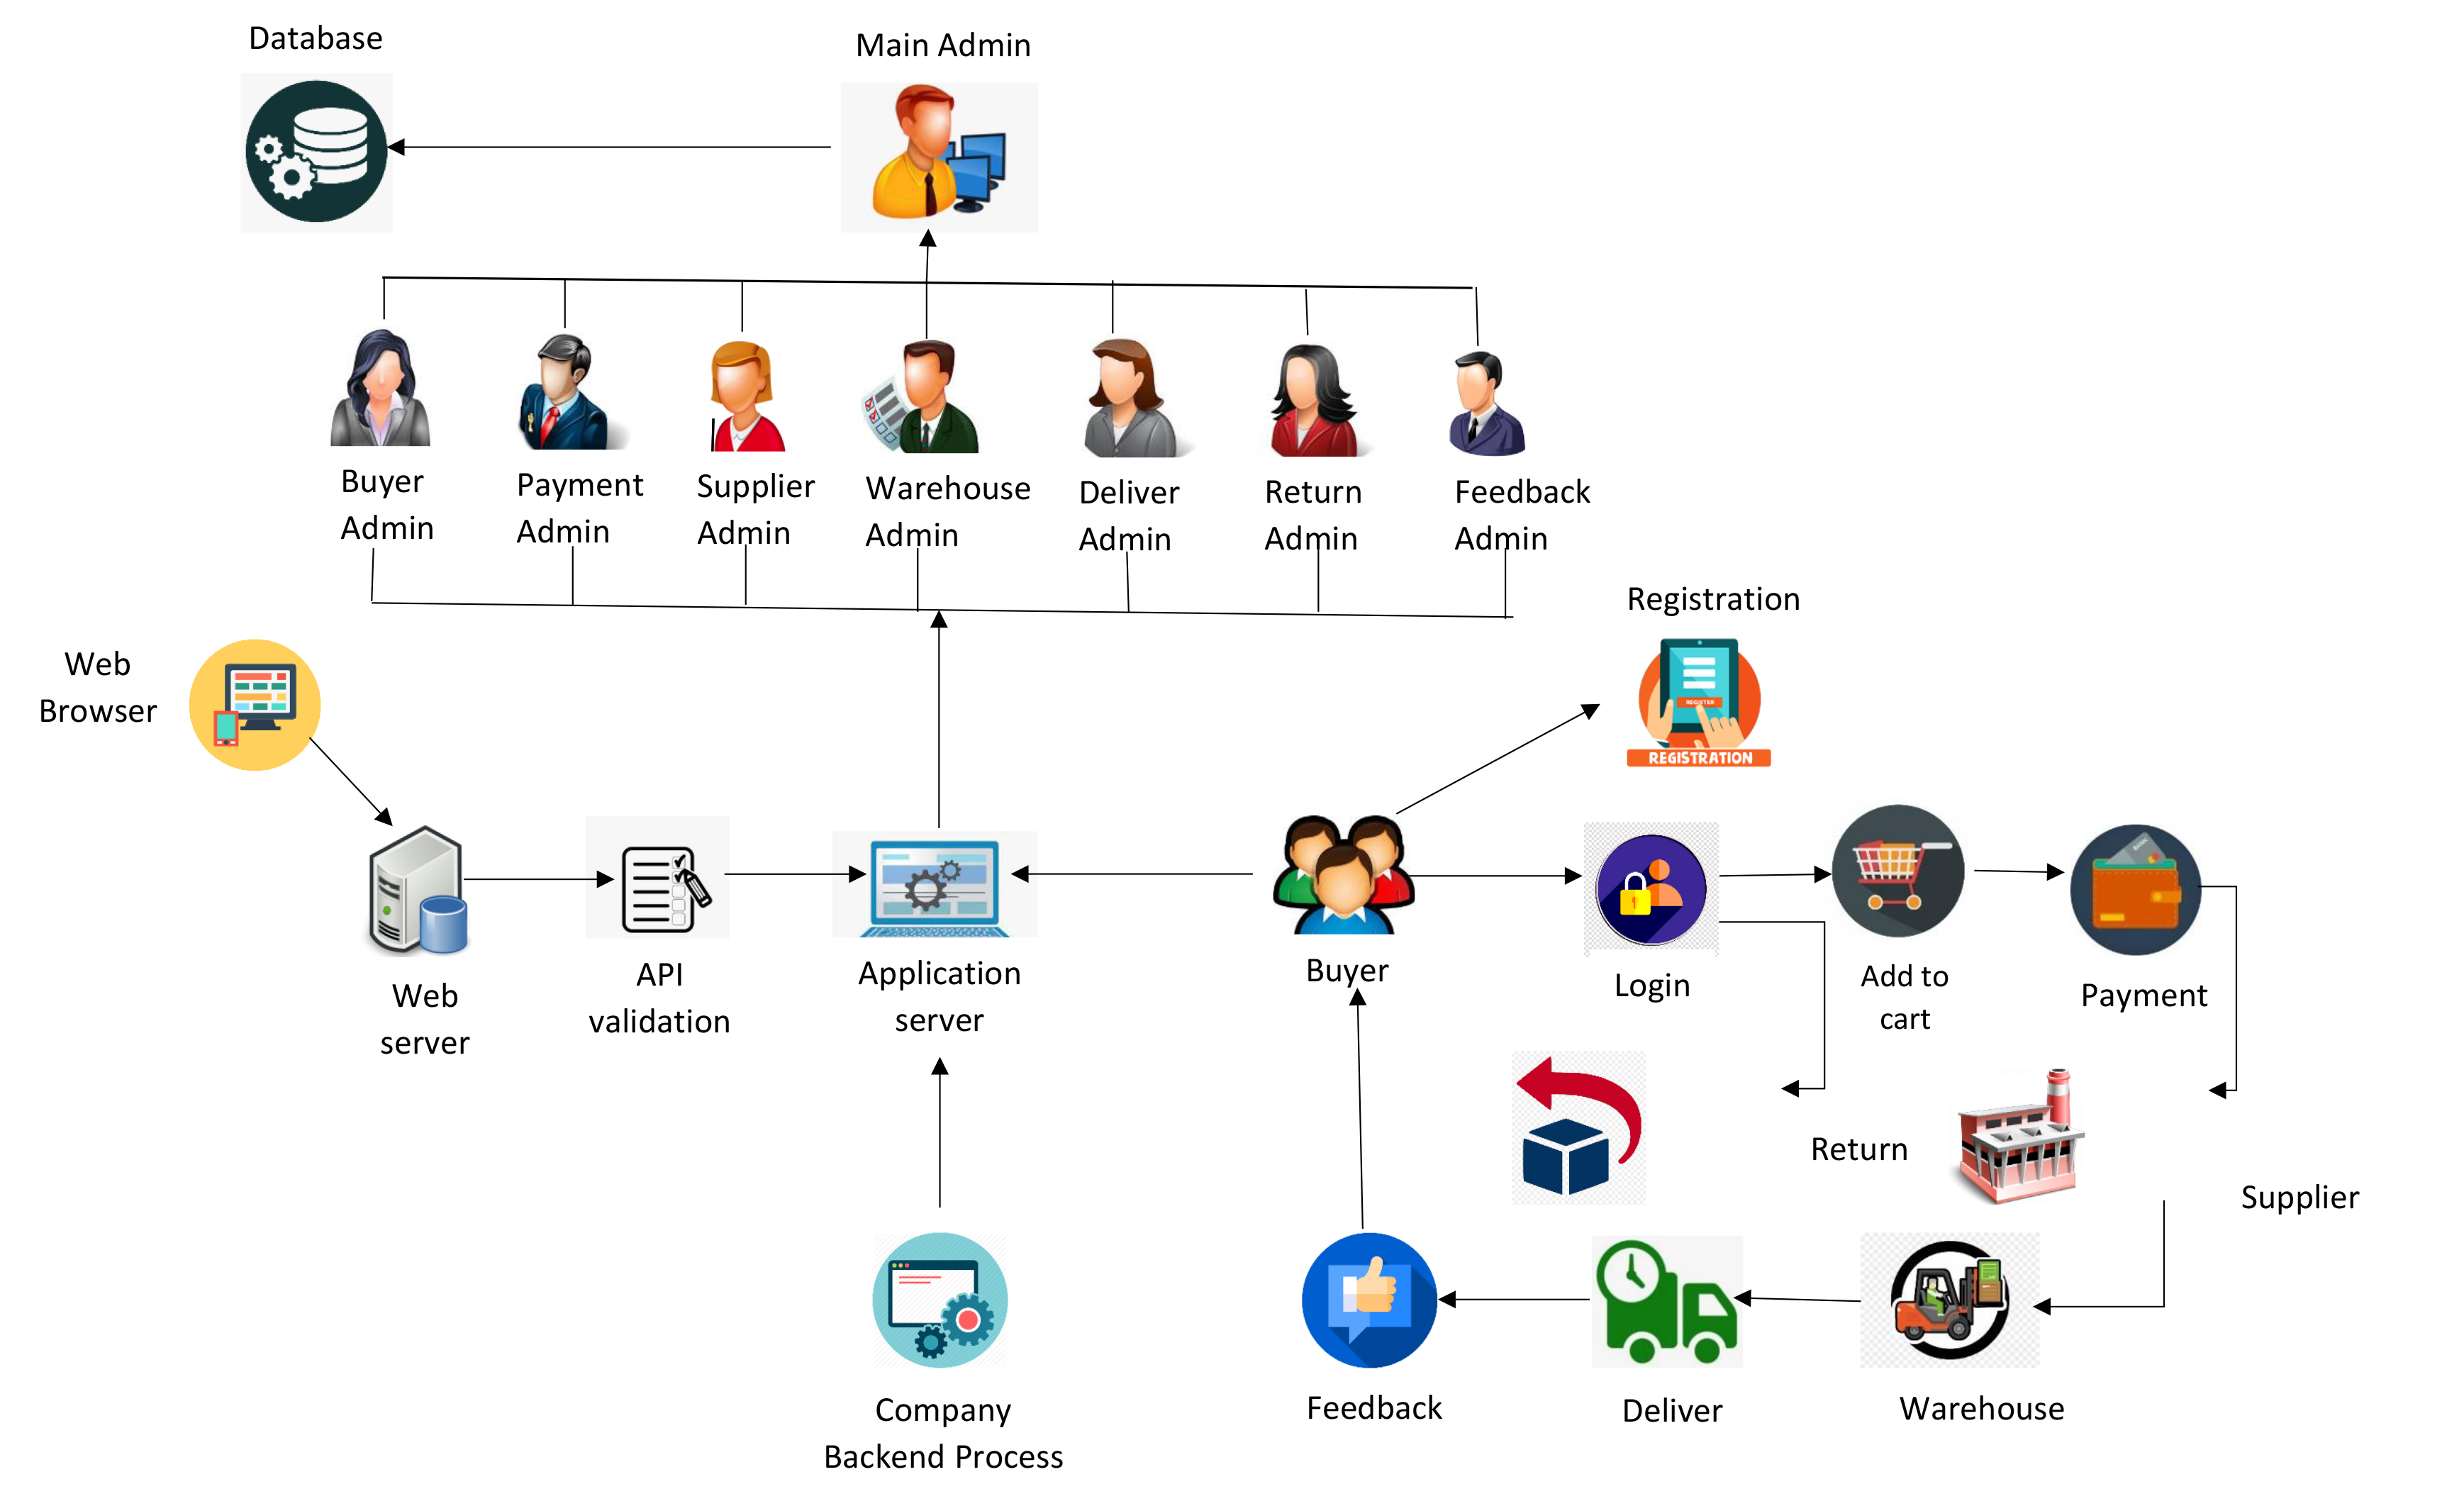 Database
Main Admin
Buyer
Admin
Payment
Admin
Supplier
Admin
Warehouse
Admin
Deliver
Admin
Return
Admin
Feedback
Admin
Registration
REGISTER
REGISTRATION
Web
Browser
Web
server
API
validation
Application
server
Buyer
Login
Add to
cart
Payment
Return
Supplier
Company
Backend Process
Feedback
Deliver
Warehouse